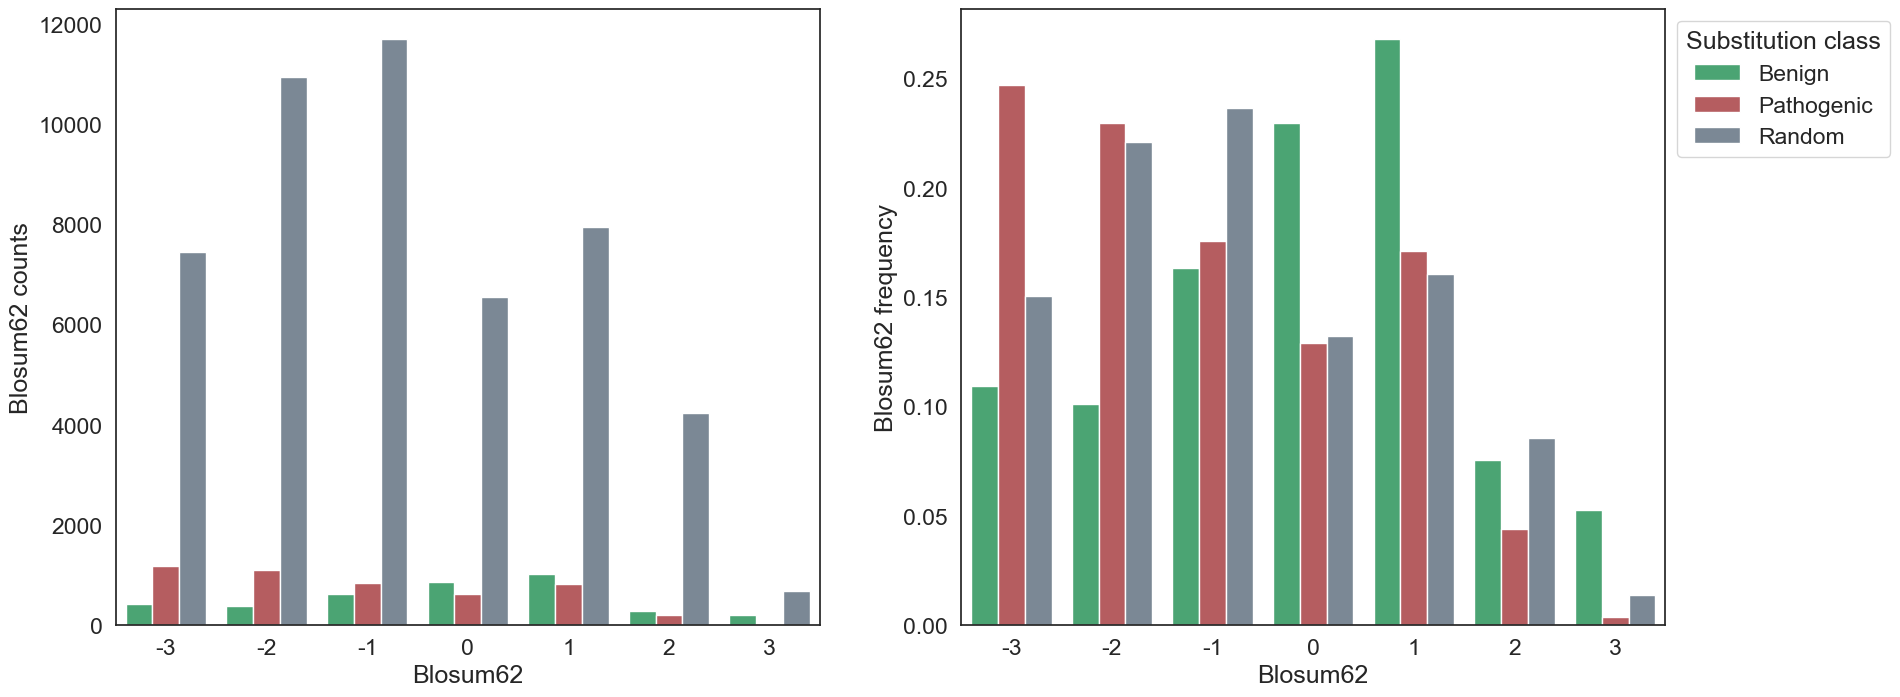 12000
10000
8000
6000
4000
2000
0
Blosum62 counts
-3 -2 -1 0 1 2 3
Blosum62
0.25
0.20
0.15
0.10
0.05
0.00
Blosum62 frequency
-3 -2 -1 0 1 2 3
Blosum62
Substitution class
Benign
Pathogenic
Random